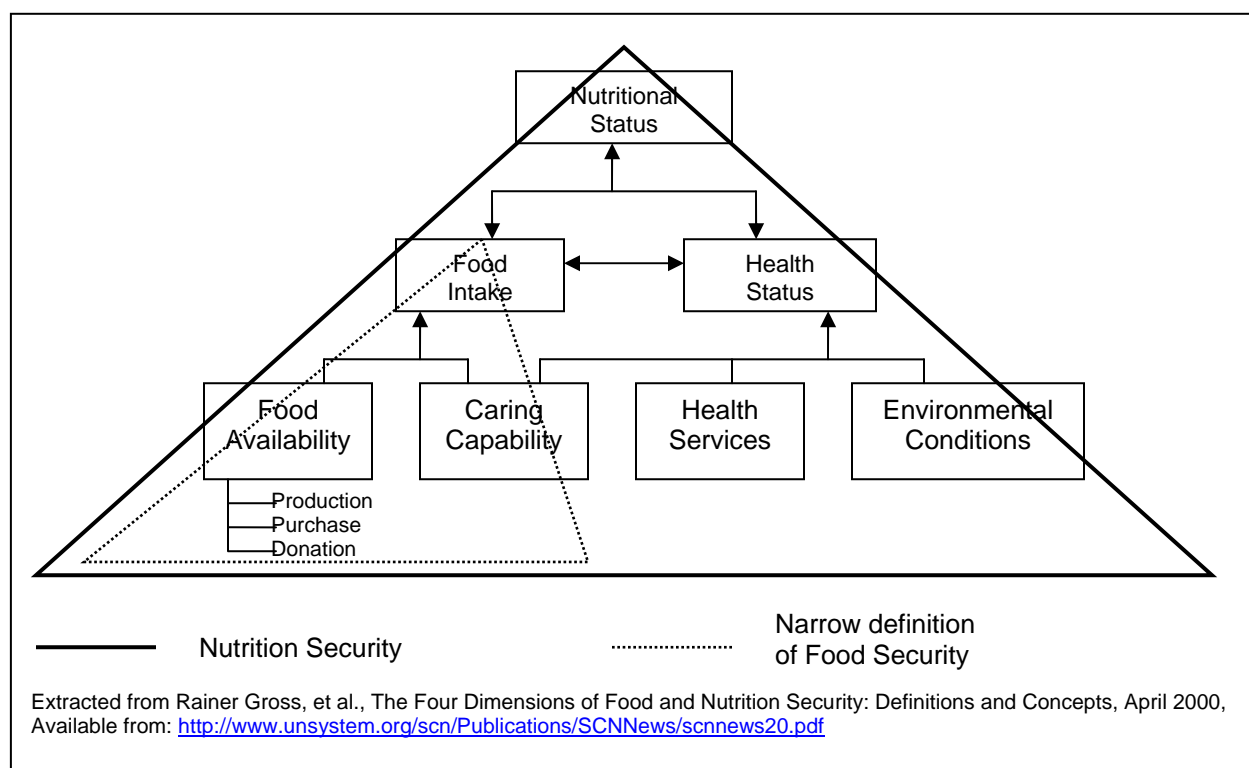 Nutritional
Status
Food
Intake
Health
Status
Food
Availability
Caring
Capability
Health
Services
Environmental
Conditions
Production
Purchase
Donation
Nutrition Security
Narrow definition
of Food Security
Extracted from Rainer Gross, et al., The Four Dimensions of Food and Nutrition Security: Definitions and Concepts, April 2000,
Available from: http://www.unsystem.org/scn/Publications/SCNNews/scnnews20.pdf